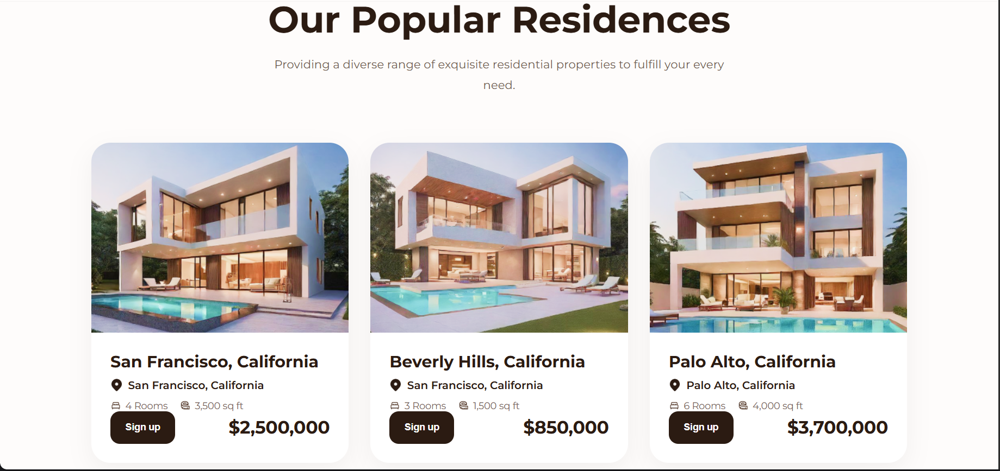 Our Popular Residences
Providing a diverse range of exquisite residential properties to fulfill your every
need.
San Francisco, California
San Francisco, California
4 Rooms 3,500 sq ft
Sign up $2,500,000
Beverly Hills, California
San Francisco, California
3 Rooms 1,500 sq ft
Sign up $850,000
Palo Alto, California
Palo Alto, California
6 Rooms 4,000 sq ft
Sign up $3,700,000